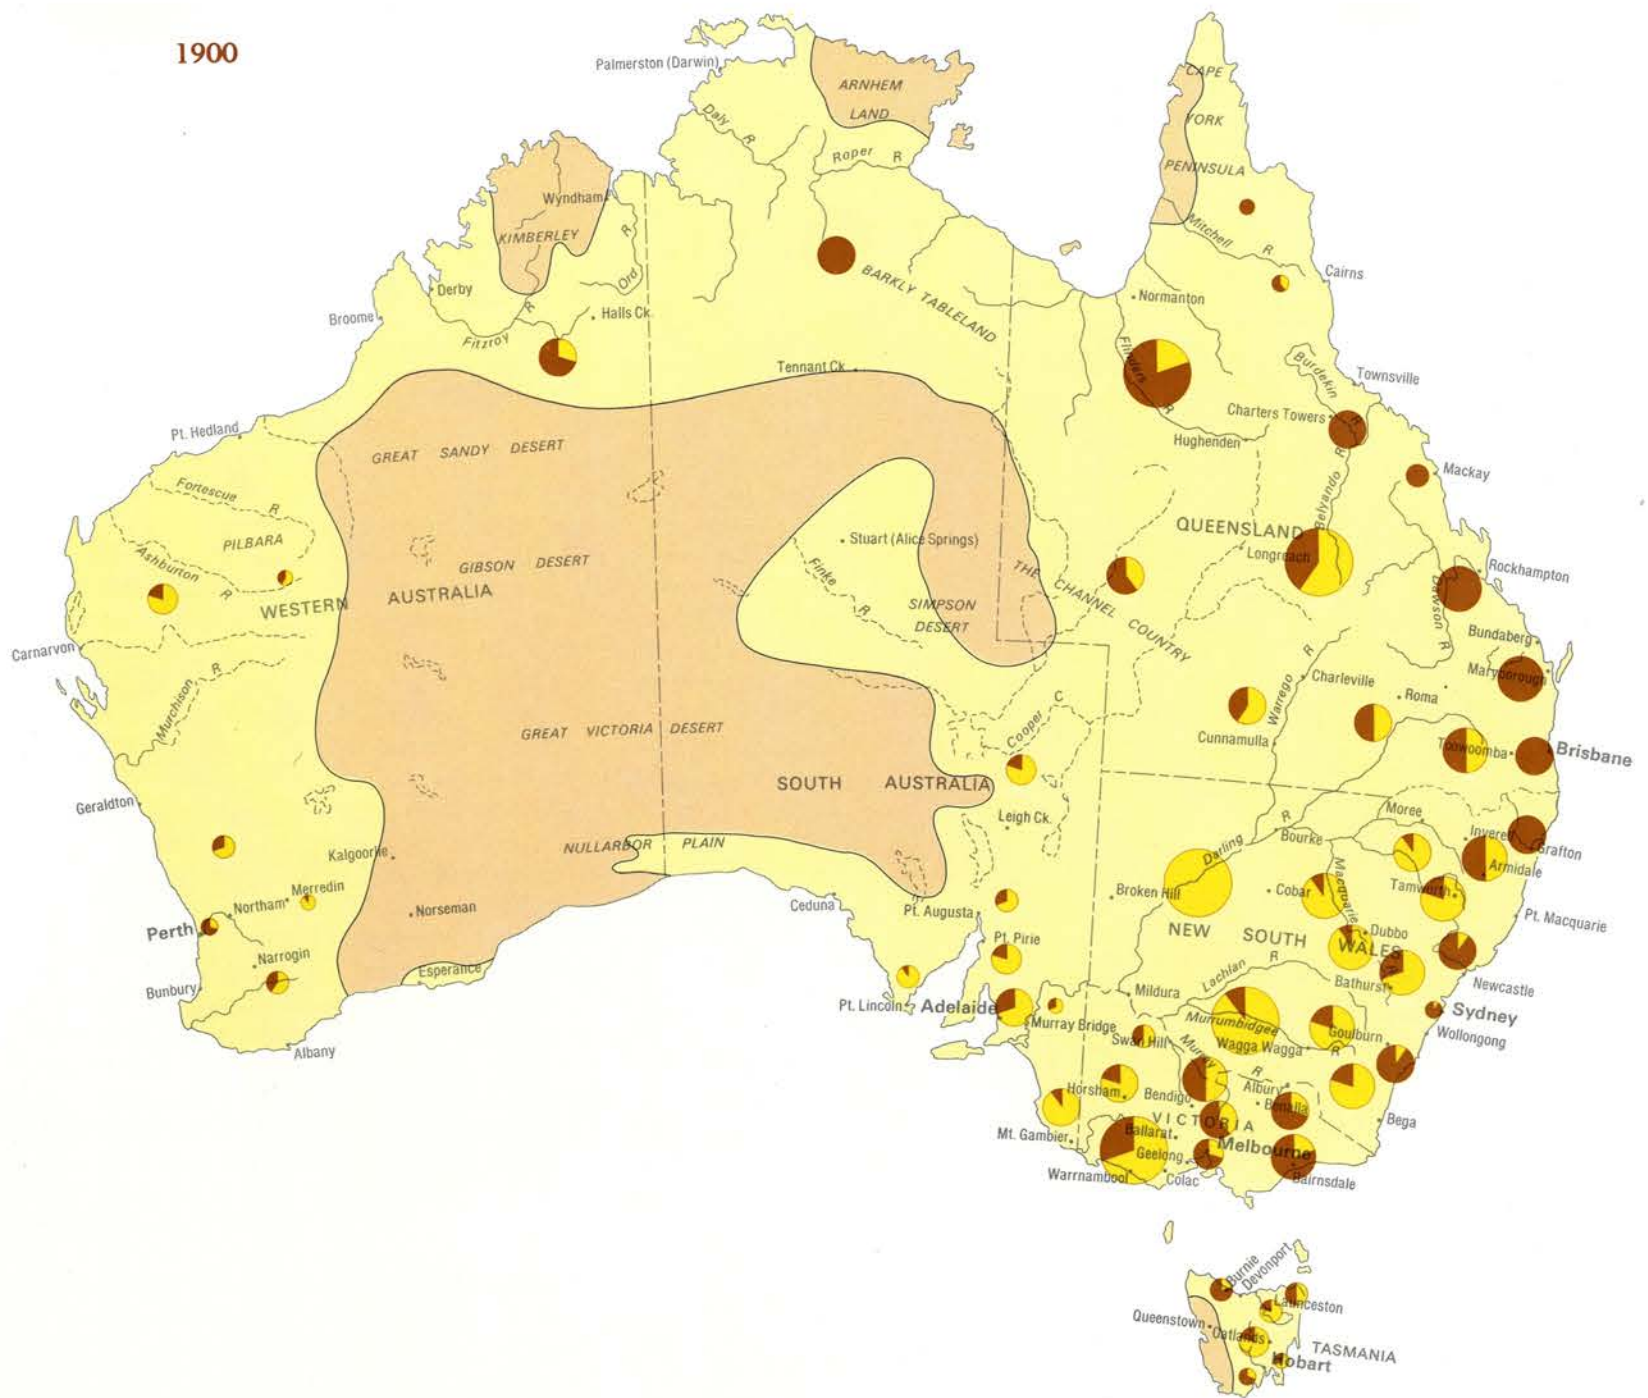 1900
Palmerston (Darwin)
ARNHEM
LAND
CAPE
YORK
PENINSULA
Daly R
Roper R
Wyndham
KIMBERLEY
Ord R
Mitchell R
Cairns
Derby
Halls Ck.
Broome
Fitzroy R
BARKLY TABLELAND
Normanton
Flinders R
Burdekin R
Townsville
Tennant Ck.
Charters Towers
Hughenden
Pt. Hedland
GREAT SANDY DESERT
Mackay
Fortescue R
Belyando R
PILBARA
Ashburton R
GIBSON DESERT
Stuart (Alice Springs)
QUEENSLAND
Longreach
Rockhampton
Finke R
THE CHANNEL COUNTRY
Dawson R
WESTERN AUSTRALIA
SIMPSON
DESERT
Bundaberg
Carnarvon
Maryborough
Murchison R
Charleville
Roma
Warrego R
Cooper C
GREAT VICTORIA DESERT
Cunnamulla
Toowoomba
Brisbane
SOUTH AUSTRALIA
Geraldton
Leigh Ck.
Moree
Inverell
Grafton
Kalgoorlie
NULLARBOR PLAIN
Darling R
Bourke
Macquarie R
Armidale
Merredin
Northam
Norseman
Ceduna
Pt. Augusta
Broken Hill
Cobar
Tamworth
Pt. Macquarie
Perth
NEW SOUTH WALES
Dubbo
Narrogin
Pt. Pirie
Lachlan R
Bathurst
Newcastle
Bunbury
Esperance
Pt. Lincoln
Adelaide
Mildura
Sydney
Albany
Murray Bridge
Murrumbidgee R
Goulburn
Wollongong
Swan Hill
Wagga Wagga
Murray R
Horsham
Bendigo
Albury
Benalla
Bega
VICTORIA
Mt. Gambier
Ballarat
Melbourne
Geelong
Warrnambool
Colac
Bairnsdale
Burnie
Devonport
Launceston
Queenstown
Oatlands
TASMANIA
Hobart